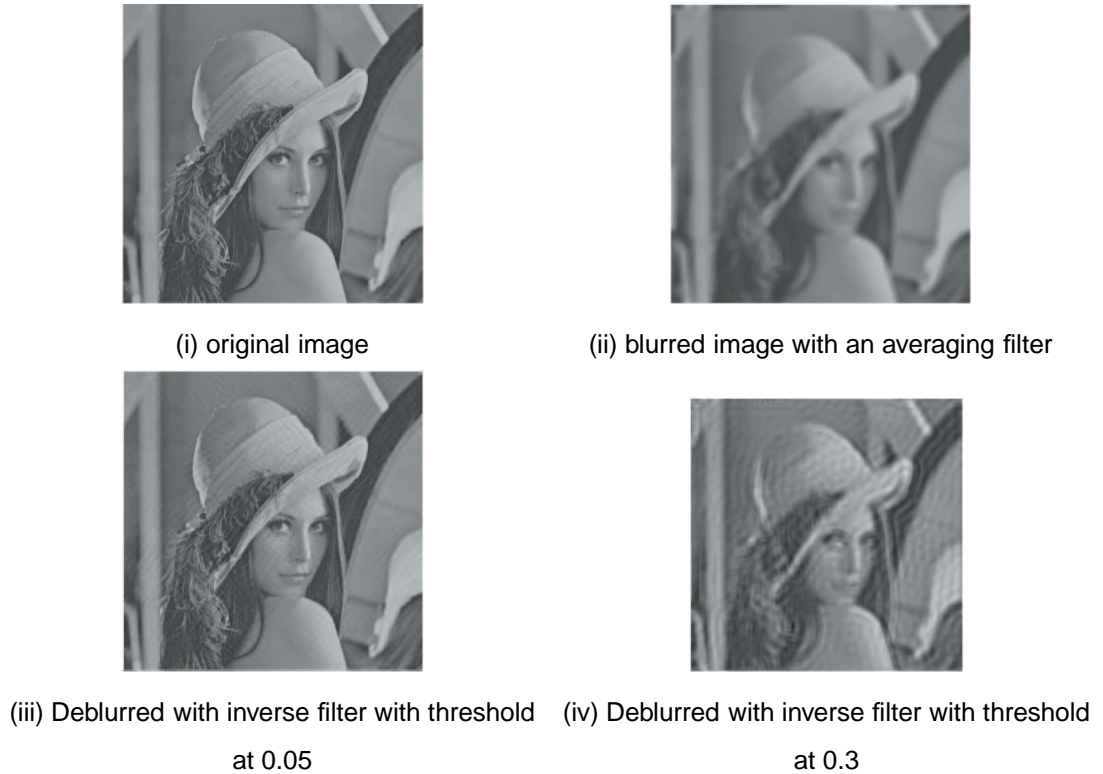 (i) original image
(ii) blurred image with an averaging filter
(iii) Deblurred with inverse filter with threshold
at 0.05
(iv) Deblurred with inverse filter with threshold
at 0.3